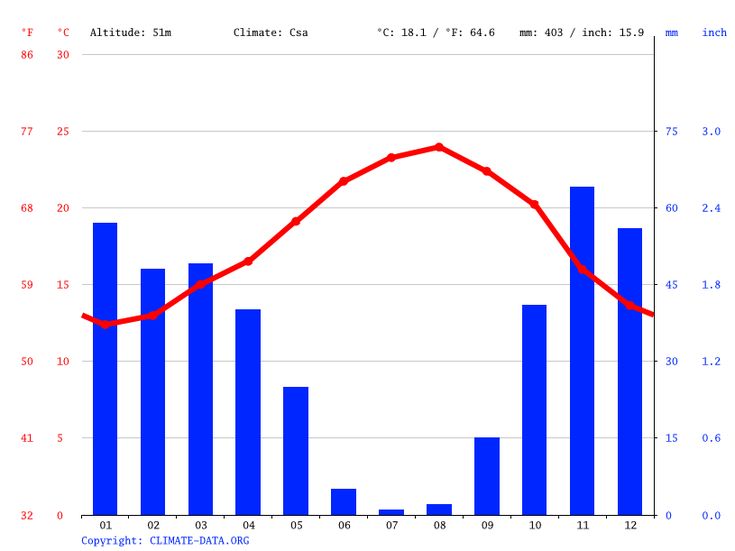 °F °C Altitude: 51m Climate: Csa °C: 18.1 / °F: 64.6 mm: 403 / inch: 15.9 mm inch
86 30
77 25 75 3.0
68 20 60 2.4
59 15 45 1.8
50 10 30 1.2
41 5 15 0.6
32 0 0 0.0
01 02 03 04 05 06 07 08 09 10 11 12
Copyright: CLIMATE-DATA.ORG